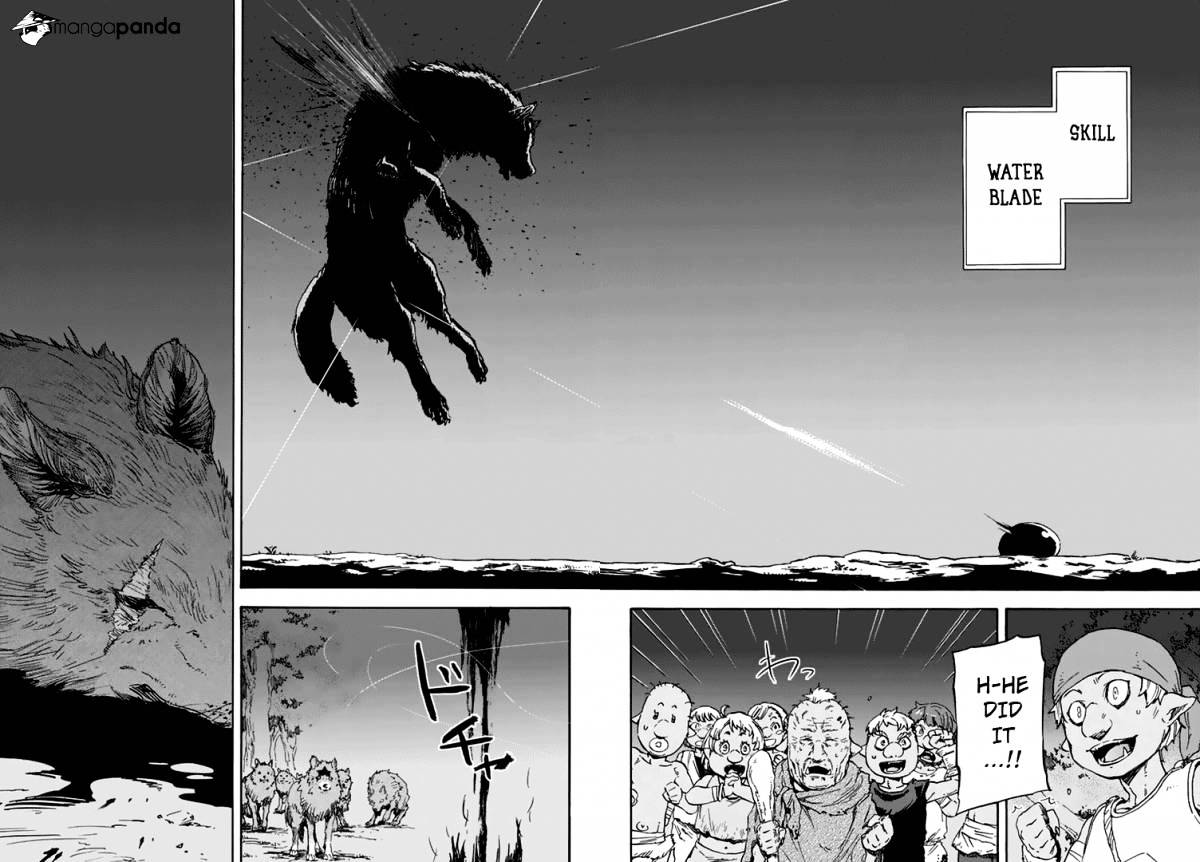 mangapanda
SKILL
WATER
BLADE
H-HE
DID
IT
...!!
わっ
ドチャ